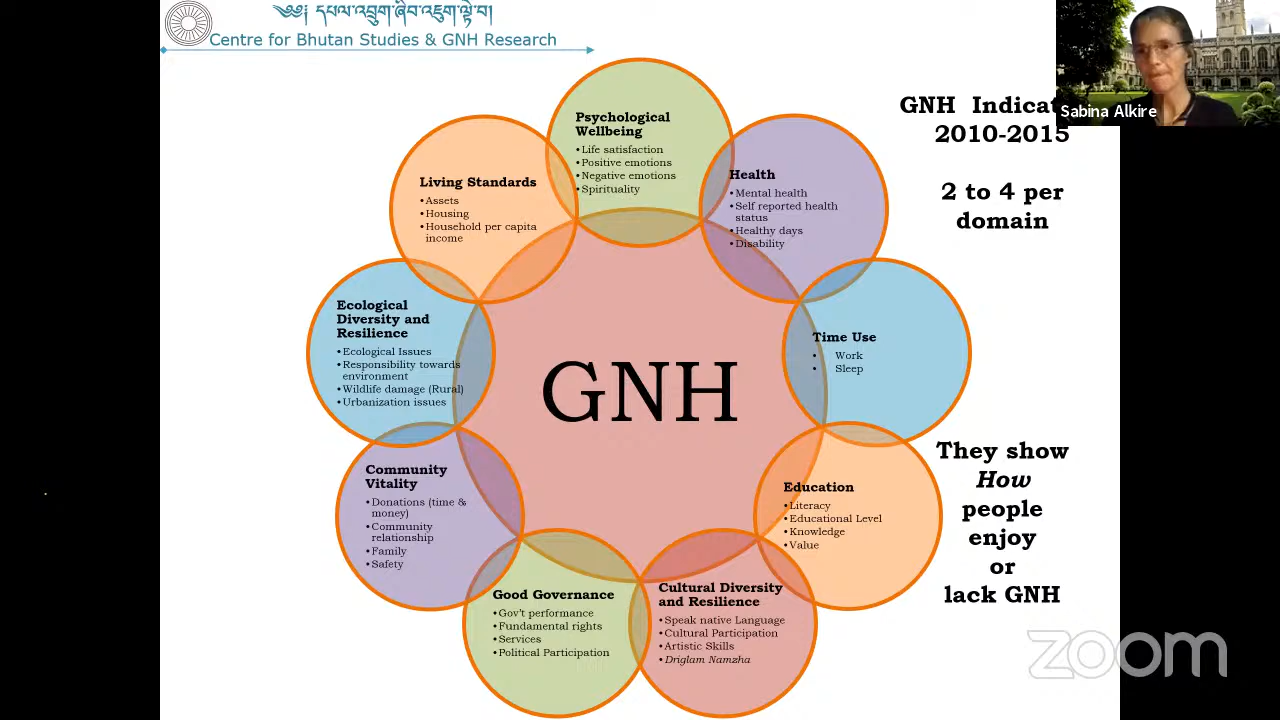 ༄༅། དཔལ་འབྲུག་ཞིབ་འཇུག་ལྟེ་བ།
Centre for Bhutan Studies & GNH Research
Sabina Alkire
GNH Indicat
2010-2015
2 to 4 per
domain
Psychological
Wellbeing
•Life satisfaction
•Positive emotions
•Negative emotions
•Spirituality
Health
•Mental health
•Self reported health
status
•Healthy days
•Disability
Time Use
• Work
• Sleep
Education
•Literacy
•Educational Level
•Knowledge
•Value
Cultural Diversity
and Resilience
•Speak native Language
•Cultural Participation
•Artistic Skills
•Driglam Namzha
Good Governance
•Gov't performance
•Fundamental rights
•Services
•Political Participation
Community
Vitality
•Donations (time &
money)
•Community
relationship
•Family
•Safety
Ecological
Diversity and
Resilience
•Ecological Issues
•Responsibility towards
environment
•Wildlife damage (Rural)
•Urbanization issues
Living Standards
•Assets
•Housing
•Household per capita
income
GNH
They show
How
people
enjoy
or
lack GNH
zoom